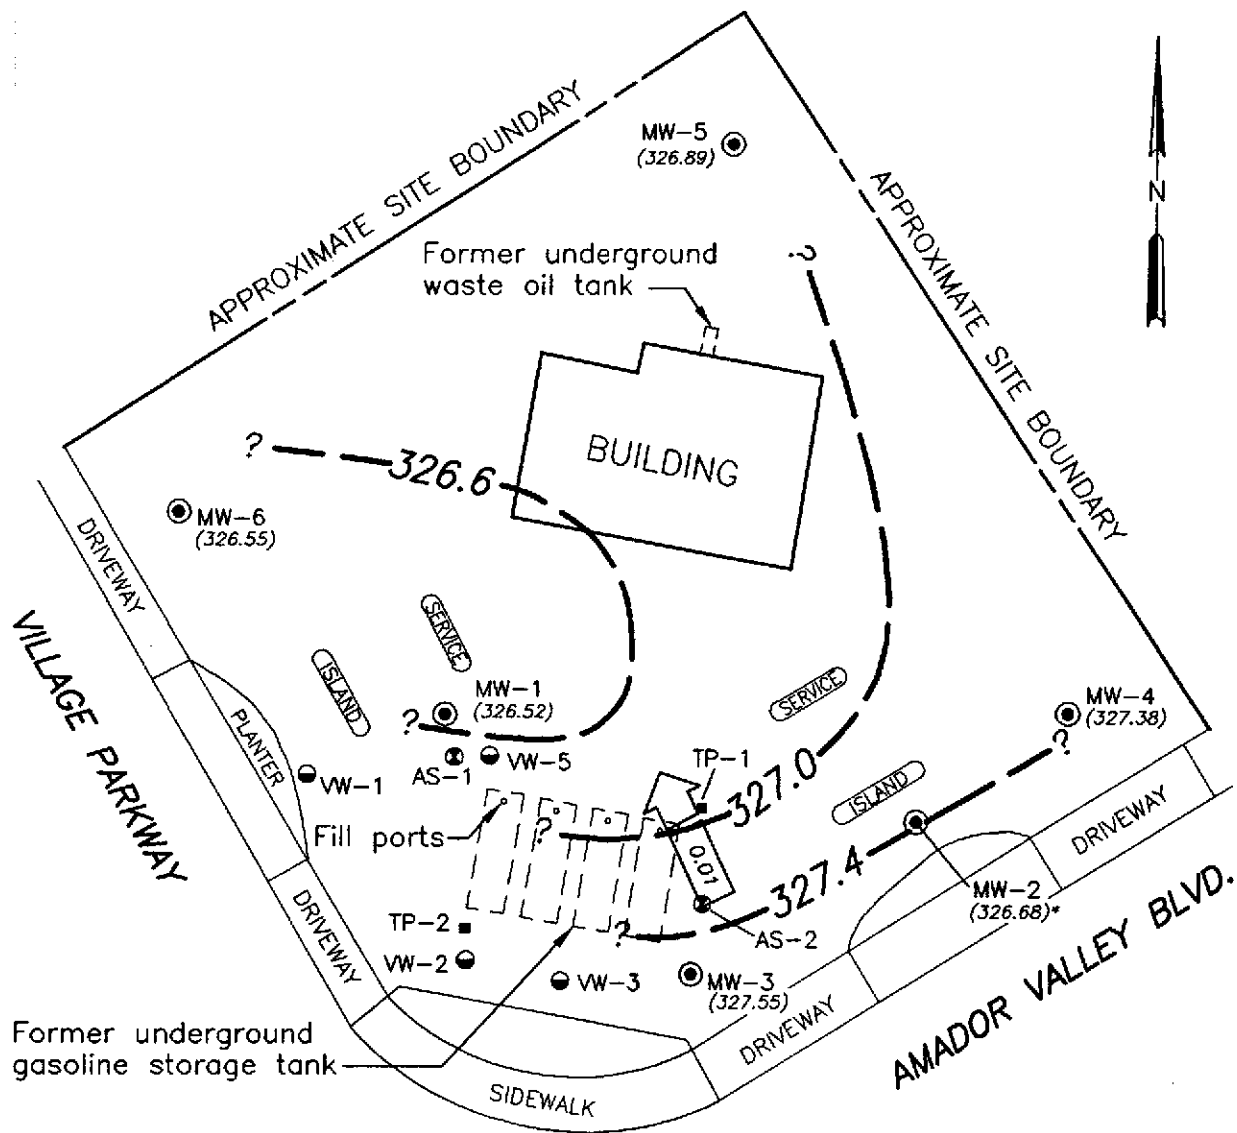 MW-5
(326.89)
N
APPROXIMATE SITE BOUNDARY
APPROXIMATE SITE BOUNDARY
Former underground
waste oil tank
?
BUILDING
?
326.6
MW-6
(326.55)
DRIVEWAY
VILLAGE PARKWAY
SERVICE
ISLAND
MW-1
(326.52)
?
SERVICE
MW-4
(327.38)
?
PLANTER
AS-1
VW-5
VW-1
TP-1
327.0
ISLAND
Fill ports
?
0.01
327.4
MW-2
(326.68)*
DRIVEWAY
AMADOR VALLEY BLVD.
DRIVEWAY
TP-2
?
AS-2
VW-2
VW-3
MW-3
(327.55)
DRIVEWAY
Former underground
gasoline storage tank
SIDEWALK